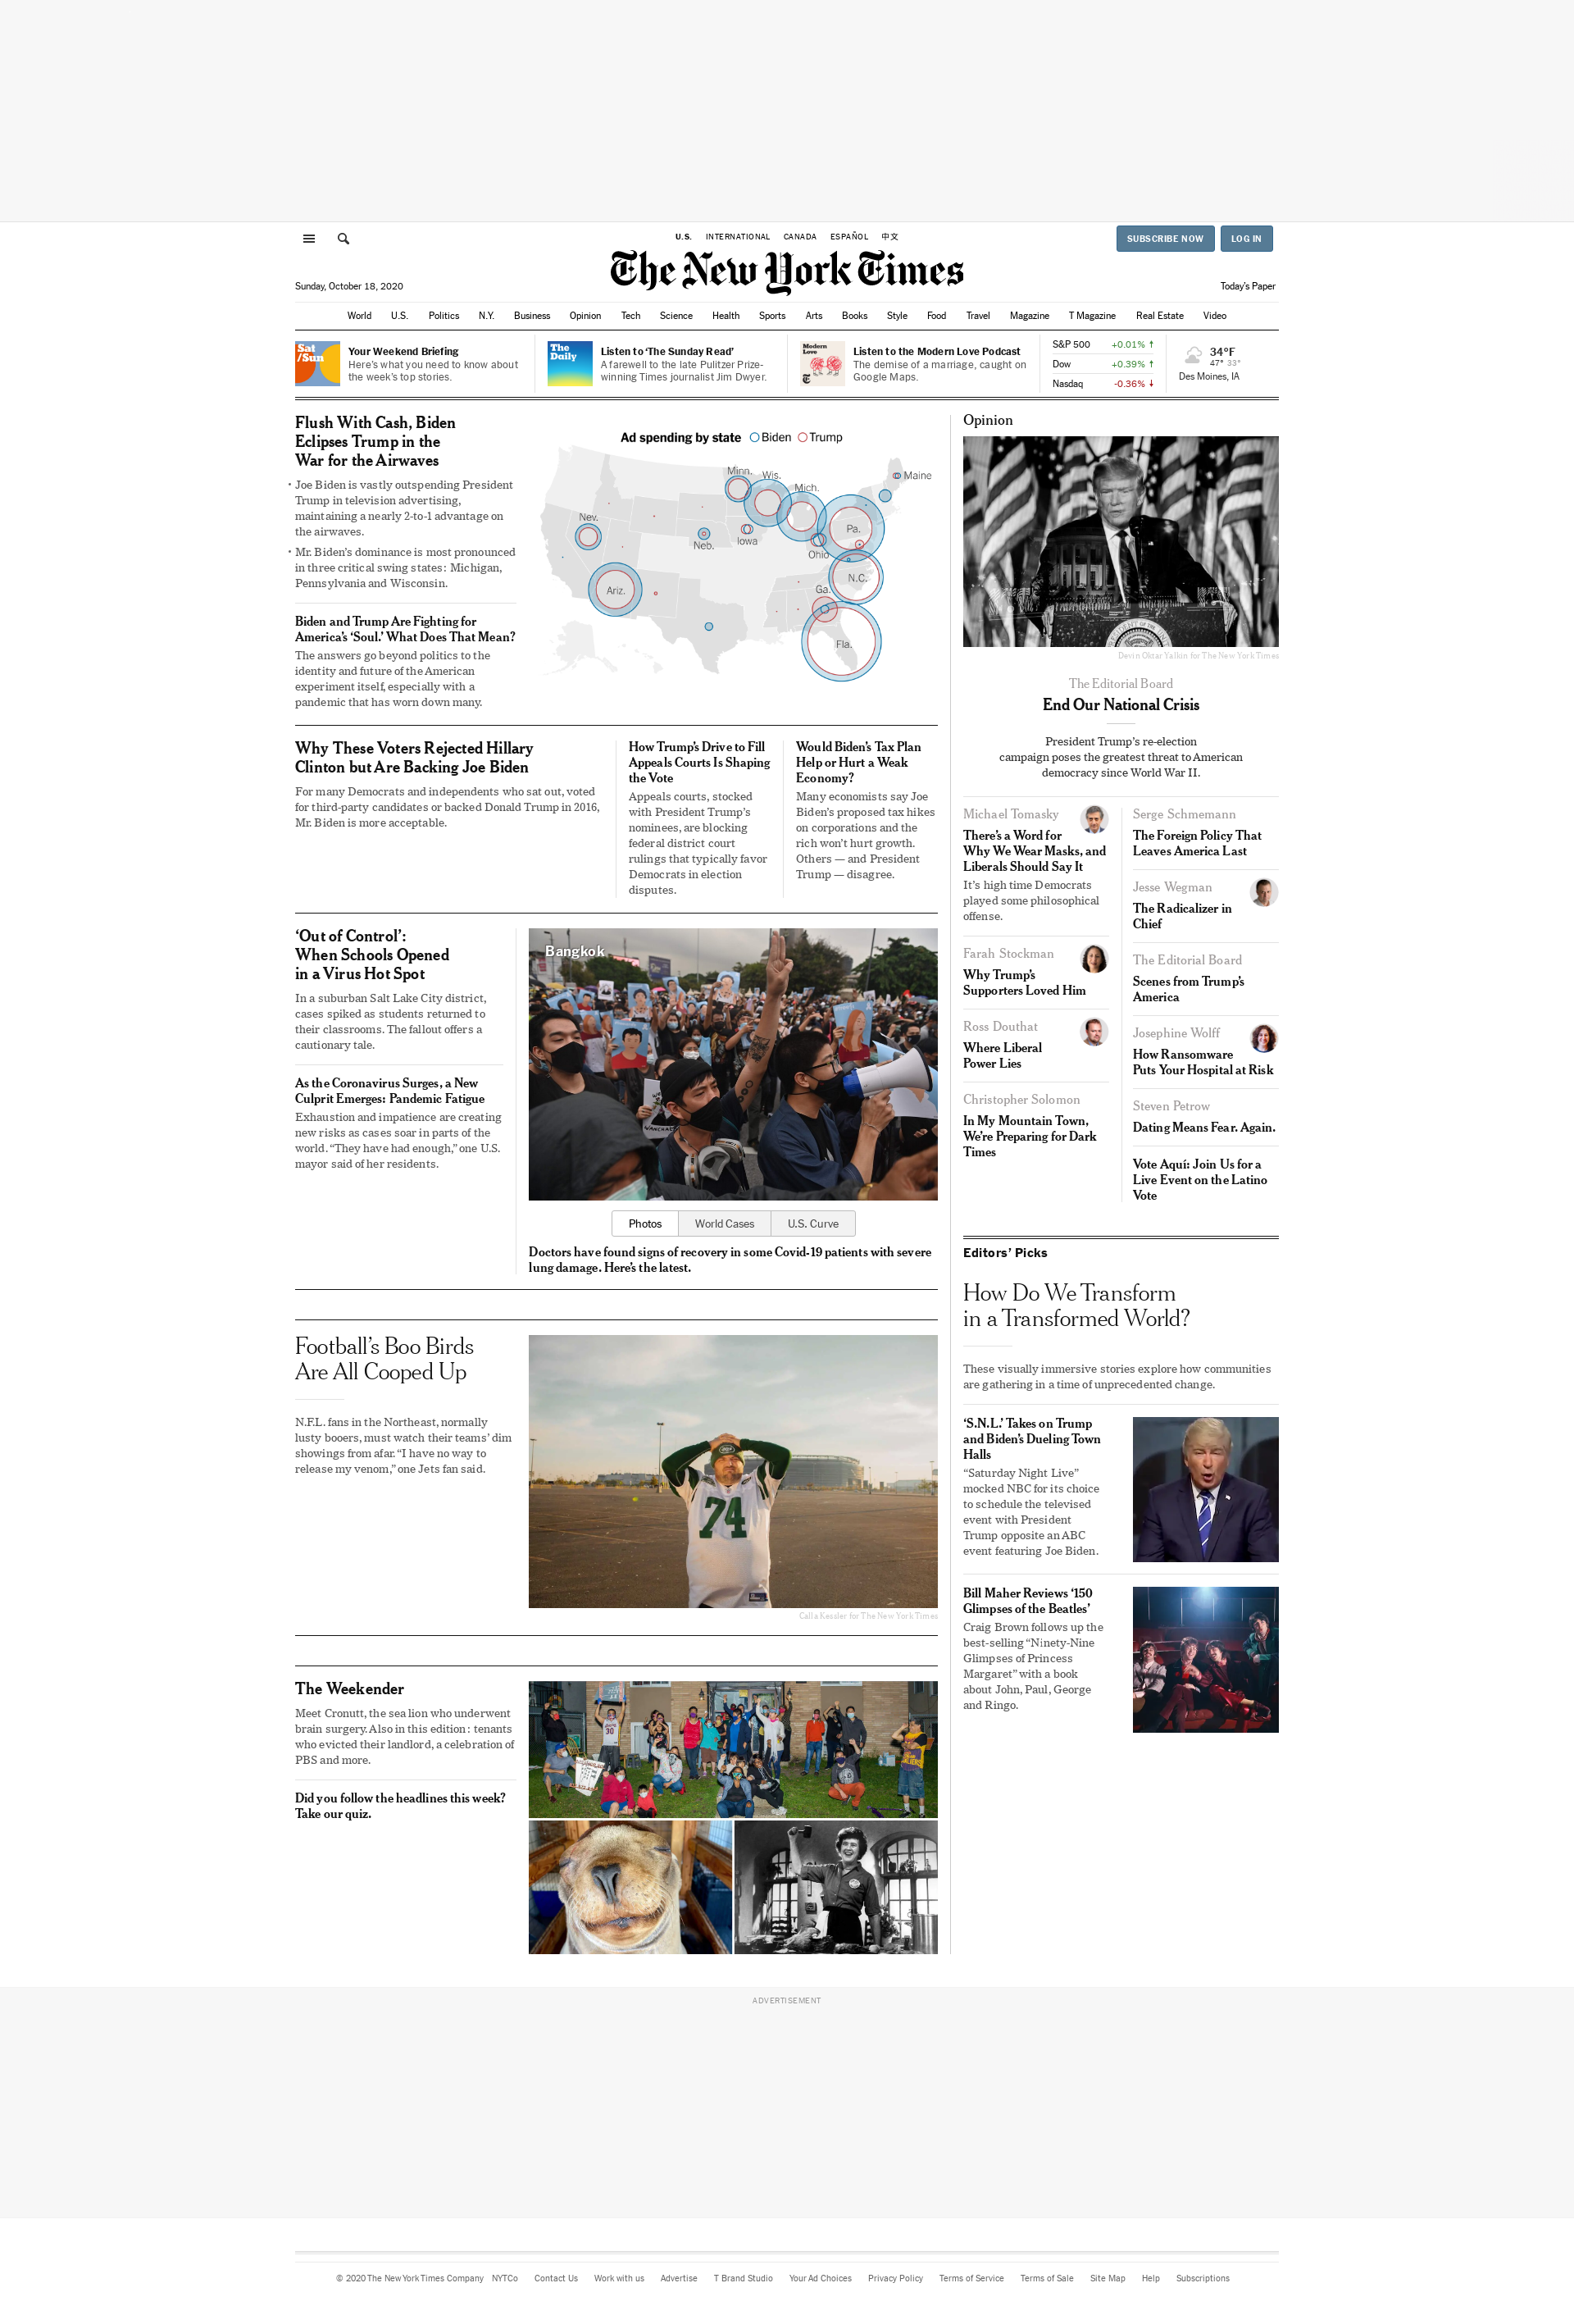 U.S. INTERNATIONAL CANADA ESPAÑOL 中文
SUBSCRIBE NOW LOG IN
The New York Times
Sunday, October 18, 2020
Today's Paper
World U.S. Politics N.Y. Business Opinion Tech Science Health Sports Arts Books Style Food Travel Magazine T Magazine Real Estate Video
Sat
/Sun
Your Weekend Briefing
Here's what you need to know about
the week's top stories.
The
Daily
Listen to ‘The Sunday Read’
A farewell to the late Pulitzer Prize-
winning Times journalist Jim Dwyer.
Modern
Love
Listen to the Modern Love Podcast
The demise of a marriage, caught on
Google Maps.
S&P 500 +0.01% ↑
Dow +0.39% ↑
Nasdaq -0.36% ↓
34°F
47° 33°
Des Moines, IA
Flush With Cash, Biden
Eclipses Trump in the
War for the Airwaves
• Joe Biden is vastly outspending President
Trump in television advertising,
maintaining a nearly 2-to-1 advantage on
the airwaves.
• Mr. Biden’s dominance is most pronounced
in three critical swing states: Michigan,
Pennsylvania and Wisconsin.
Biden and Trump Are Fighting for
America’s ‘Soul.’ What Does That Mean?
The answers go beyond politics to the
identity and future of the American
experiment itself, especially with a
pandemic that has worn down many.
Ad spending by state Biden Trump
Minn.
Wis.
Mich.
Maine
Nev.
Neb.
Iowa
Pa.
Ohio
Ariz.
N.C.
Ga.
Fla.
Why These Voters Rejected Hillary
Clinton but Are Backing Joe Biden
For many Democrats and independents who sat out, voted
for third-party candidates or backed Donald Trump in 2016,
Mr. Biden is more acceptable.
How Trump’s Drive to Fill
Appeals Courts Is Shaping
the Vote
Appeals courts, stocked
with President Trump’s
nominees, are blocking
federal district court
rulings that typically favor
Democrats in election
disputes.
Would Biden’s Tax Plan
Help or Hurt a Weak
Economy?
Many economists say Joe
Biden’s proposed tax hikes
on corporations and the
rich won’t hurt growth.
Others — and President
Trump — disagree.
‘Out of Control’:
When Schools Opened
in a Virus Hot Spot
In a suburban Salt Lake City district,
cases spiked as students returned to
their classrooms. The fallout offers a
cautionary tale.
As the Coronavirus Surges, a New
Culprit Emerges: Pandemic Fatigue
Exhaustion and impatience are creating
new risks as cases soar in parts of the
world. “They have had enough,” one U.S.
mayor said of her residents.
Bangkok
Photos World Cases U.S. Curve
Doctors have found signs of recovery in some Covid-19 patients with severe
lung damage. Here’s the latest.
Football’s Boo Birds
Are All Cooped Up
N.F.L. fans in the Northeast, normally
lusty booers, must watch their teams’ dim
showings from afar. “I have no way to
release my venom,” one Jets fan said.
74
Calla Kessler for The New York Times
The Weekender
Meet Cronutt, the sea lion who underwent
brain surgery. Also in this edition: tenants
who evicted their landlord, a celebration of
PBS and more.
Did you follow the headlines this week?
Take our quiz.
30
Opinion
Devin Oktar Yalkin for The New York Times
The Editorial Board
End Our National Crisis
President Trump’s re-election
campaign poses the greatest threat to American
democracy since World War II.
Michael Tomasky
There’s a Word for
Why We Wear Masks, and
Liberals Should Say It
It’s high time Democrats
played some philosophical
offense.
Farah Stockman
Why Trump’s
Supporters Loved Him
Ross Douthat
Where Liberal
Power Lies
Christopher Solomon
In My Mountain Town,
We’re Preparing for Dark
Times
Serge Schmemann
The Foreign Policy That
Leaves America Last
Jesse Wegman
The Radicalizer in
Chief
The Editorial Board
Scenes from Trump’s
America
Josephine Wolff
How Ransomware
Puts Your Hospital at Risk
Steven Petrow
Dating Means Fear. Again.
Vote Aquí: Join Us for a
Live Event on the Latino
Vote
Editors’ Picks
How Do We Transform
in a Transformed World?
These visually immersive stories explore how communities
are gathering in a time of unprecedented change.
‘S.N.L.’ Takes on Trump
and Biden’s Dueling Town
Halls
“Saturday Night Live”
mocked NBC for its choice
to schedule the televised
event with President
Trump opposite an ABC
event featuring Joe Biden.
Bill Maher Reviews ‘150
Glimpses of the Beatles’
Craig Brown follows up the
best-selling “Ninety-Nine
Glimpses of Princess
Margaret” with a book
about John, Paul, George
and Ringo.
ADVERTISEMENT
© 2020 The New York Times Company NYTCo Contact Us Work with us Advertise T Brand Studio Your Ad Choices Privacy Policy Terms of Service Terms of Sale Site Map Help Subscriptions